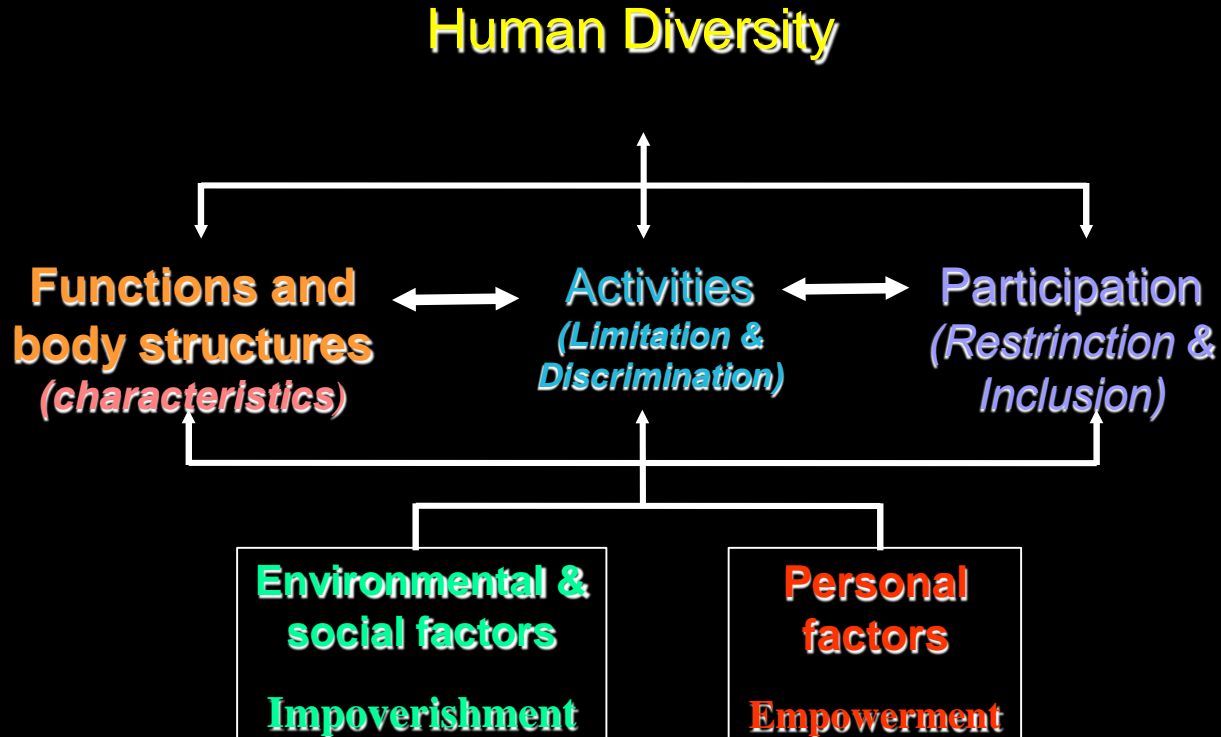 Human Diversity
Functions and
body structures
(characteristics)
Activities
(Limitation &
Discrimination)
Participation
(Restrinction &
Inclusion)
Environmental &
social factors
Impoverishment
Personal
factors
Empowerment